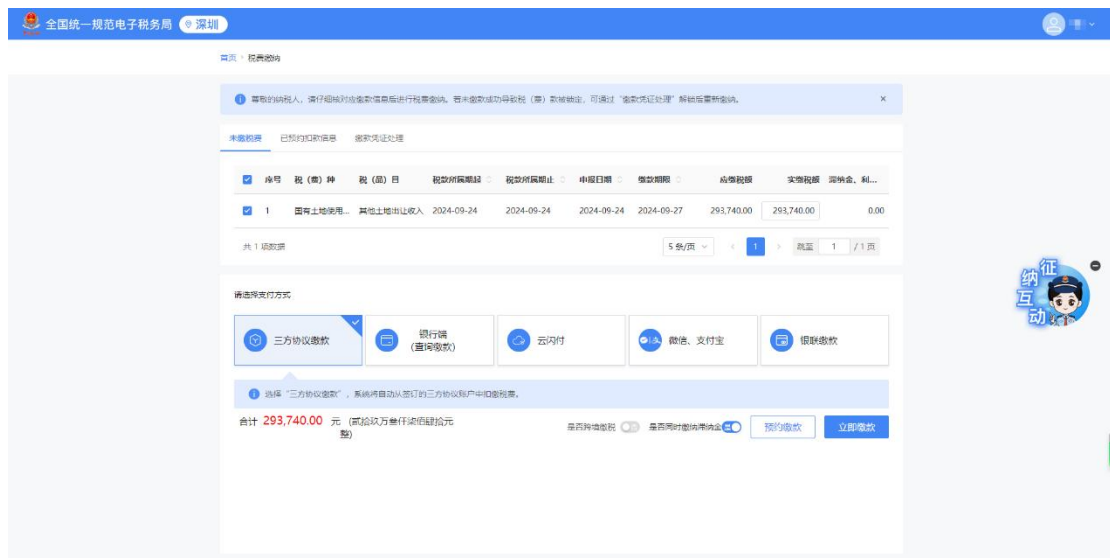 全国统一规范电子税务局 深圳
首页 > 税费缴纳
尊敬的纳税人，请仔细核对应缴款信息后进行税费缴纳。若未缴款成功导致税（费）款被锁定，可通过“缴款凭证处理”解锁后重新缴纳。
未缴税费 已预约扣款信息 缴款凭证处理
序号 税（费）种 税（品）目 税款所属期起 税款所属期止 申报日期 缴款期限 应缴税额 实缴税额 滞纳金、利...
1 国有土地使用... 其他土地出让收入 2024-09-24 2024-09-24 2024-09-24 2024-09-27 293,740.00 293,740.00 0.00
共 1 项数据 5 条/页 1 跳至 1 / 1 页
征纳互动
请选择支付方式
三方协议缴款 银行端 云闪付 微信、支付宝 银联缴款
(查询缴款)
选择“三方协议缴款”，系统将自动从签订的三方协议账户中扣缴税费。
合计 293,740.00 元 (贰拾玖万叁仟柒佰肆拾元
整)
是否跨境缴税 是否同时缴纳滞纳金 预约缴款 立即缴款